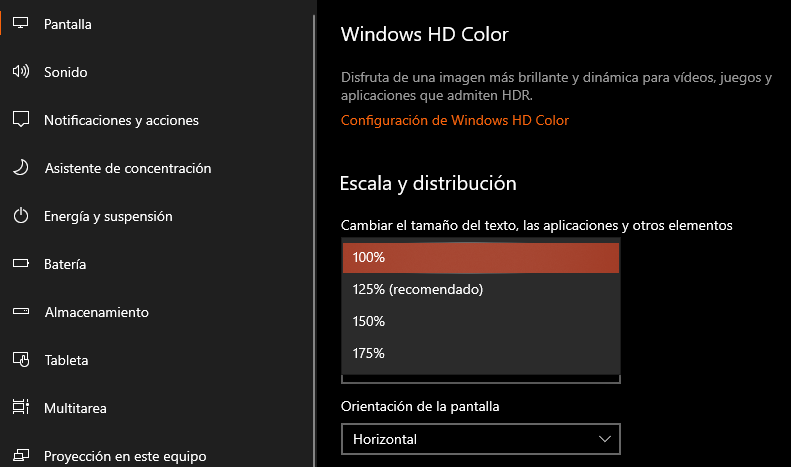 Pantalla
Sonido
Notificaciones y acciones
Asistente de concentración
Energía y suspensión
Batería
Almacenamiento
Tableta
Multitarea
Proyección en este equipo
Windows HD Color
Disfruta de una imagen más brillante y dinámica para vídeos, juegos y
aplicaciones que admiten HDR.
Configuración de Windows HD Color
Escala y distribución
Cambiar el tamaño del texto, las aplicaciones y otros elementos
100%
125% (recomendado)
150%
175%
Orientación de la pantalla
Horizontal